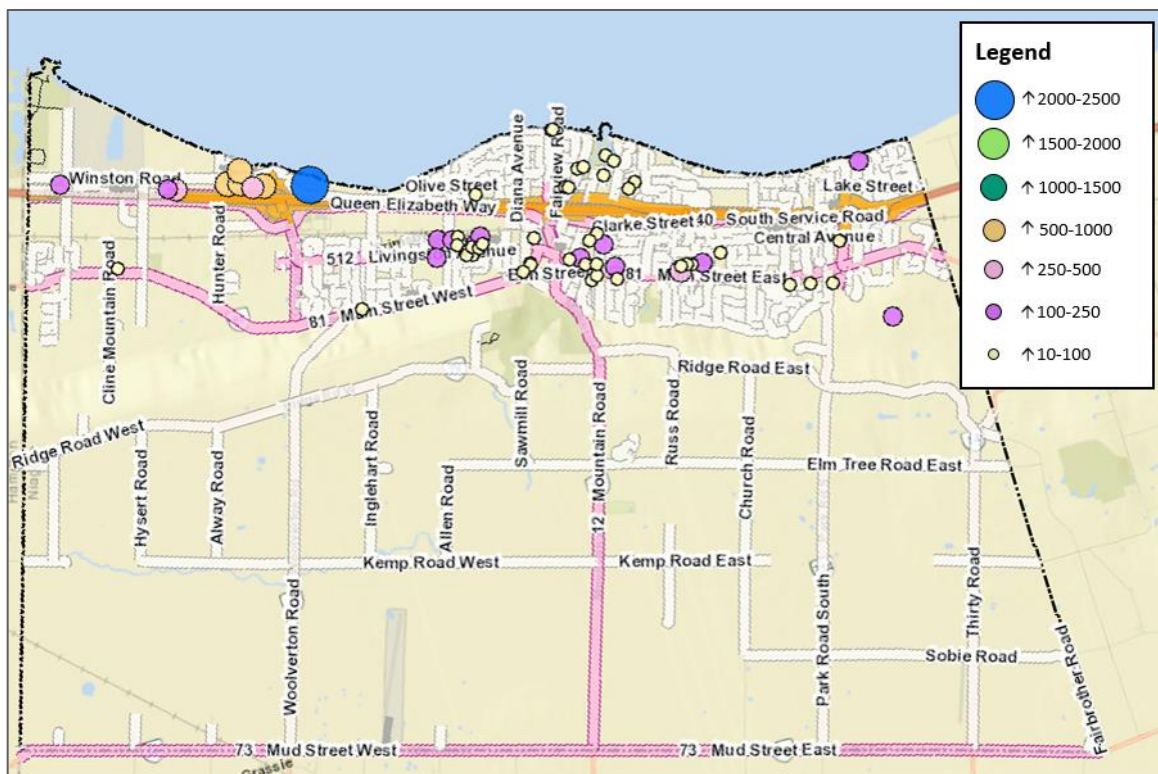 Legend
↑ 2000-2500
↑ 1500-2000
↑ 1000-1500
↑ 500-1000
↑ 250-500
↑ 100-250
↑ 10-100
Winston Road
Olive Street
Queen Elizabeth Way
Diana Avenue
Fairview Road
Lake Street
40 South Service Road
Central Avenue
512
Hunter Road
Cline Mountain Road
81 Main Street West
Elm Street
81 Main Street East
Ridge Road East
Ridge Road West
Hysert Road
Alway Road
Inglehart Road
Allen Road
Sawmill Road
12 Mountain Road
Russ Road
Church Road
Elm Tree Road East
Kemp Road West
Kemp Road East
Woolverton Road
Park Road South
Thirty Road
Sobie Road
Fairbrother Road
73 Mud Street West
73 Mud Street East
Grassie